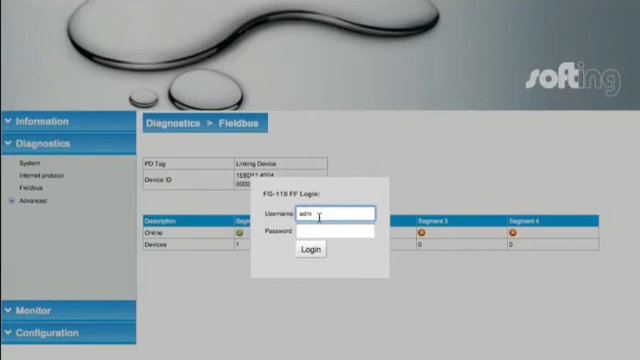 softing
Information
Diagnostics > Fieldbus
Diagnostics
System
Internet protocol
Fieldbus
Advanced
PD Tag Linking Device
Device ID
FG-110 FF Login:
Username adm
Password
Login
Description Segment 3 Segment 4
Online
Devices 1 0 0
Monitor
Configuration